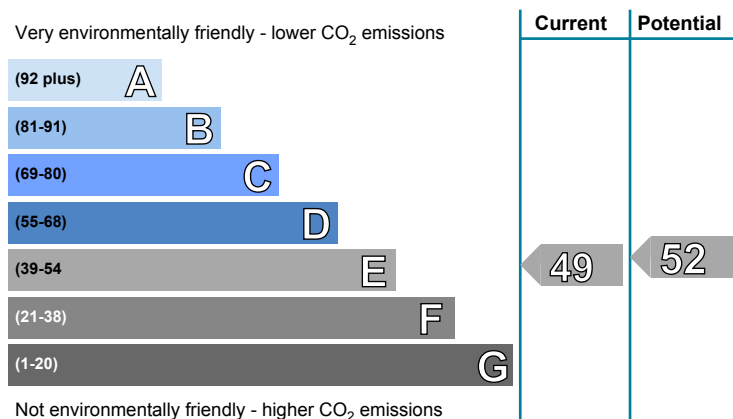 Current Potential
Very environmentally friendly - lower CO2 emissions
(92 plus) A
(81-91) B
(69-80) C
(55-68) D
(39-54 E 49 52
(21-38) F
(1-20) G
Not environmentally friendly - higher CO2 emissions